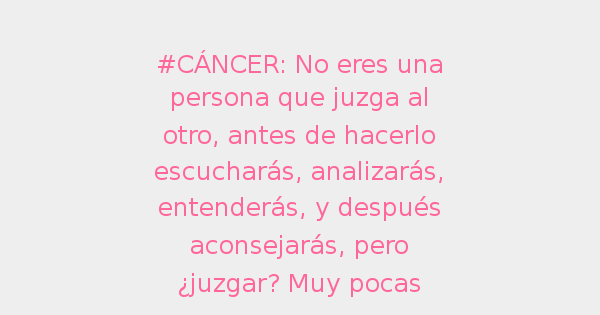 #CÁNCER: No eres una
persona que juzga al
otro, antes de hacerlo
escucharás, analizarás,
entenderás, y después
aconsejarás, pero
¿juzgar? Muy pocas